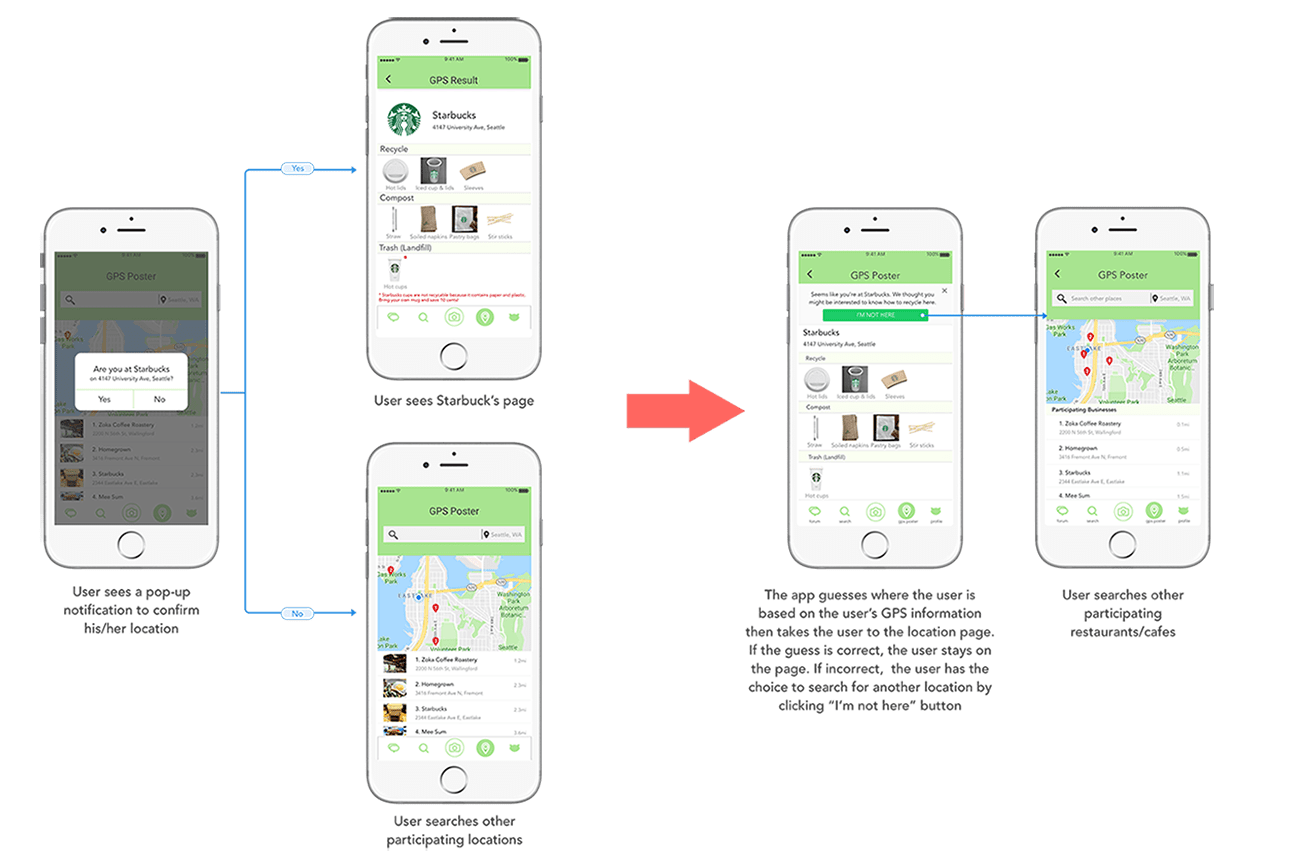 9:41 AM 100%
GPS Poster
Seattle, WA
Are you at Starbucks
on 4147 University Ave, Seattle?
Yes No
1. Zoka Coffee Roastery
2200 N 56th St, Wallingford
2. Homegrown
3416 Fremont Ave N, Fremont
3. Starbucks
2344 Eastlake Ave E, Eastlake
4. Mee Sum
User sees a pop-up
notification to confirm
his/her location
Yes
No
9:41 AM 100%
GPS Result
Starbucks
4147 University Ave, Seattle
Recycle
Hot lids Iced cup & lids Sleeves
Compost
Straw Soiled napkins Pastry bags Stir sticks
Trash (Landfill)
Hot cups
* Starbucks cups are not recyclable because it contains paper and plastic.
Bring your own mug and save 10 cents!
User sees Starbuck's page
9:41 AM 100%
GPS Poster
Seattle, WA
Gas Works
Park
EASTLAKE
Washington
Park
Arboretum
Botanic...
Lake
Park
Volunteer Park
Seattle
1. Zoka Coffee Roastery 1.2mi
2200 N 56th St, Wallingford
2. Homegrown 2.3mi
3416 Fremont Ave N, Fremont
3. Starbucks 2.3mi
2344 Eastlake Ave E, Eastlake
4. Mee Sum 2.6mi
User searches other
participating locations
9:41 AM 100%
GPS Poster
Seems like you're at Starbucks. We thought you
might be interested to know how to recycle here.
I'M NOT HERE
Starbucks
4147 University Ave, Seattle
Recycle
Hot lids Iced cup & lids Sleeves
Compost
Straw Soiled napkins Pastry bags Stir sticks
Trash (Landfill)
Hot cups
forum search gps poster profile
The app guesses where the user is
based on the user's GPS information
then takes the user to the location page.
If the guess is correct, the user stays on
the page. If incorrect, the user has the
choice to search for another location by
clicking "I'm not here" button
9:41 AM 100%
GPS Poster
Search other places Seattle, WA
Gas Works
Park
EASTLAKE
Washington
Park
Arboretum
Botanic...
Lake
Park
Volunteer Park
Seattle
Participating Businesses
1. Zoka Coffee Roastery 0.1mi
2200 N 56th St, Wallingford
2. Homegrown 0.5mi
3416 Fremont Ave N, Fremont
3. Starbucks 1.1mi
2344 Eastlake Ave E, Eastlake
4. Mee Sum 1.5mi
forum search gps poster profile
User searches other
participating
restaurants/cafes